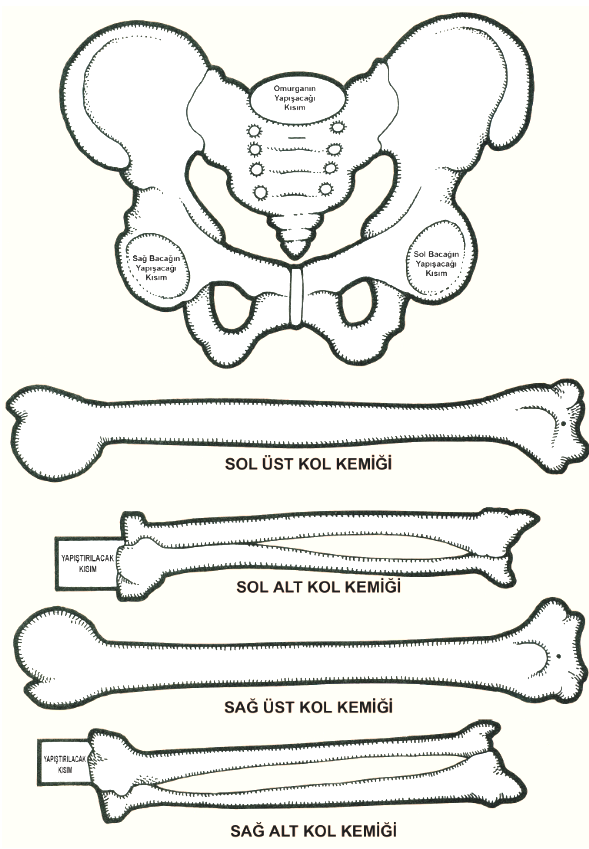 Omurganın
Yapışacağı
Kısım
Sağ Bacağın
Yapışacağı
Kısım
Sol Bacağın
Yapışacağı
Kısım
SOL ÜST KOL KEMİĞİ
YAPIŞTIRILACAK
KISIM
SOL ALT KOL KEMİĞİ
SAĞ ÜST KOL KEMİĞİ
YAPIŞTIRILACAK
KISIM
SAĞ ALT KOL KEMİĞİ